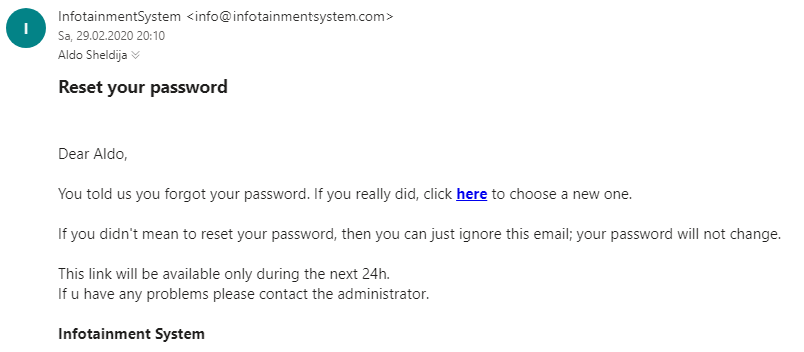 I
InfotainmentSystem <info@infotainmentsystem.com>
Sa, 29.02.2020 20:10
Aldo Sheldija
Reset your password
Dear Aldo,
You told us you forgot your password. If you really did, click here to choose a new one.
If you didn't mean to reset your password, then you can just ignore this email; your password will not change.
This link will be available only during the next 24h.
If u have any problems please contact the administrator.
Infotainment System